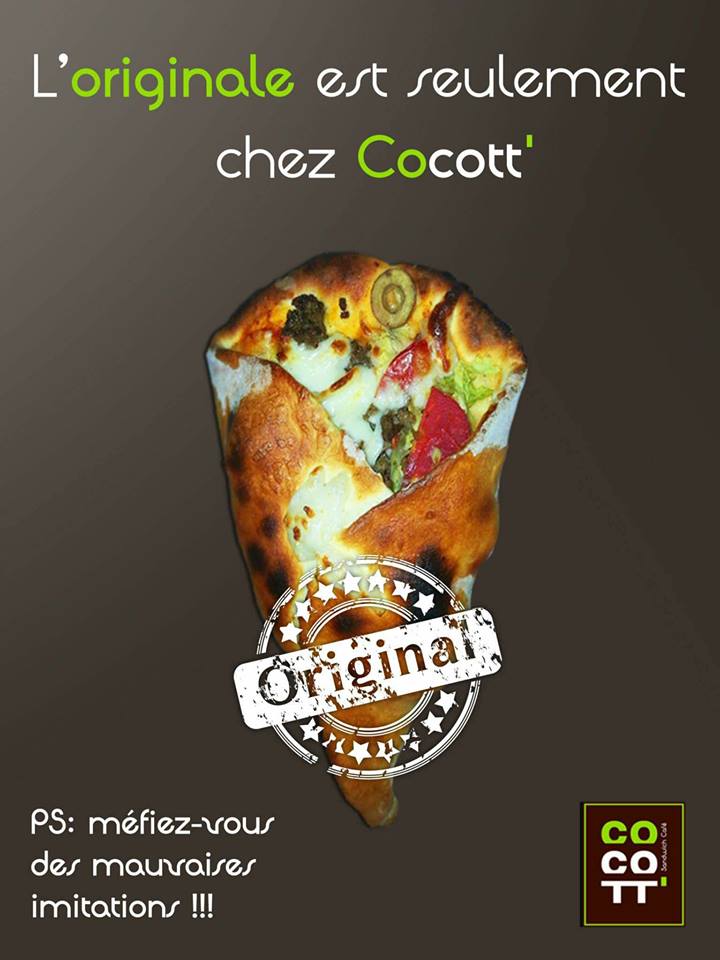 L'originale est seulement
chez Cocott'
Original
PS: méfiez-vous
des mauvaises
imitations !!!
CO
CO
TT'
Sandwich Café